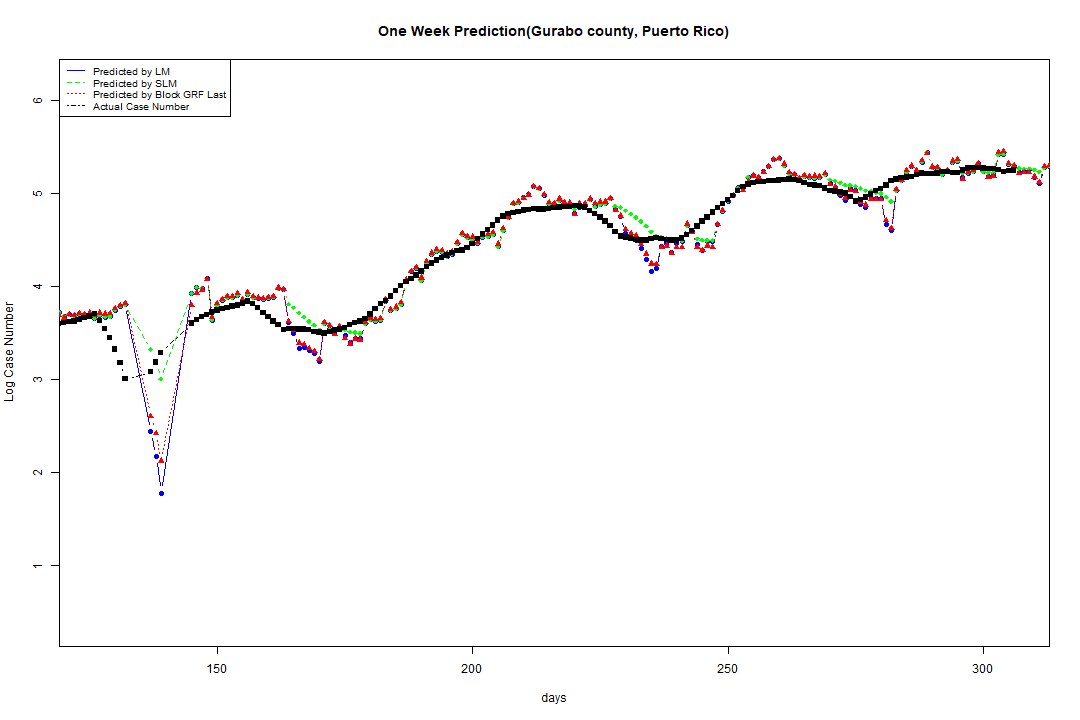 One Week Prediction(Gurabo county, Puerto Rico)
Predicted by LM
Predicted by SLM
Predicted by Block GRF Last
Actual Case Number
6
5
4
3
2
1
Log Case Number
150 200 250 300
days